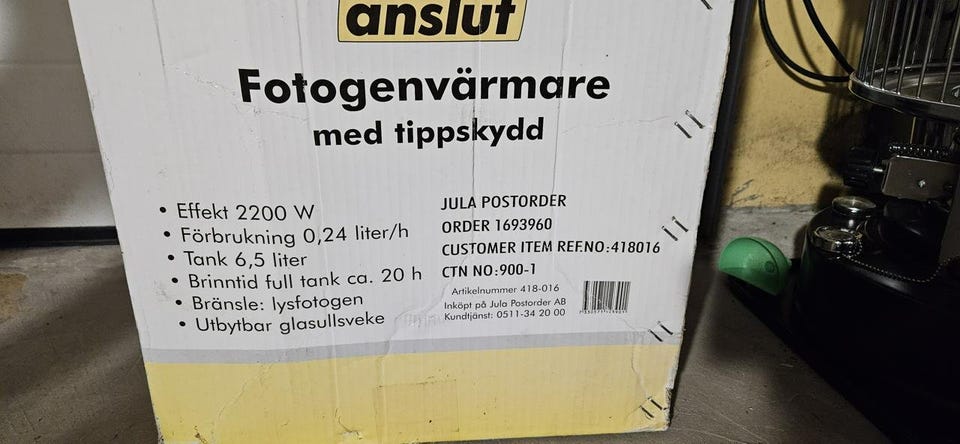 anslut
Fotogenvärmare
med tippskydd
• Effekt 2200 W
• Förbrukning 0,24 liter/h
• Tank 6,5 liter
• Brinntid full tank ca. 20 h
• Bränsle: lysfotogen
• Utbytbar glasullsveke
JULA POSTORDER
ORDER 1693960
CUSTOMER ITEM REF.NO:418016
CTN NO:900-1
Artikelnummer 418-016
Inköpt på Jula Postorder AB
Kundtjänst: 0511-34 20 00